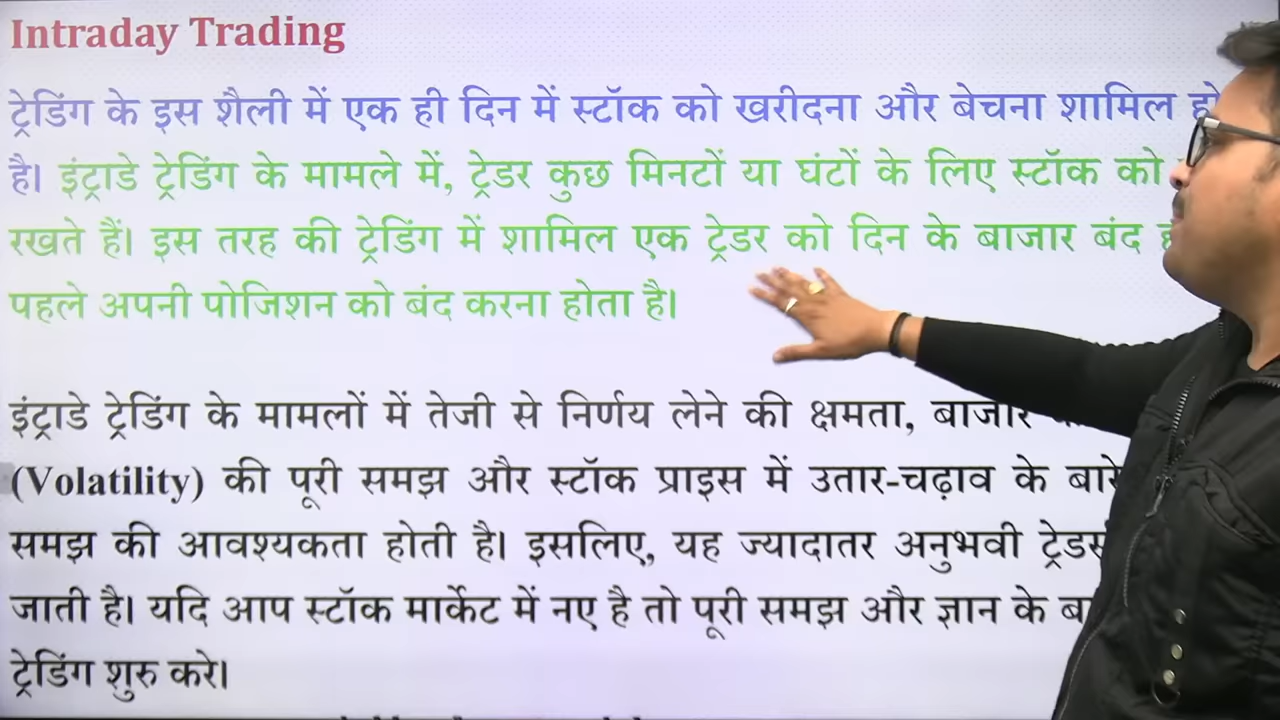 Intraday Trading
ट्रेडिंग के इस शैली में एक ही दिन में स्टॉक को खरीदना और बेचना शामिल
है। इंट्राडे ट्रेडिंग के मामले में, ट्रेडर कुछ मिनटों या घंटों के लिए स्टॉक को
रखते हैं। इस तरह की ट्रेडिंग में शामिल एक ट्रेडर को दिन के बाजार बंद
पहले अपनी पोजिशन को बंद करना होता है।
इंट्राडे ट्रेडिंग के मामलों में तेजी से निर्णय लेने की क्षमता, बाजार
(Volatility) की पूरी समझ और स्टॉक प्राइस में उतार-चढ़ाव के बारे
समझ की आवश्यकता होती है। इसलिए, यह ज्यादातर अनुभवी
जाती है। यदि आप स्टॉक मार्केट में नए है तो पूरी समझ और ज्ञान के
ट्रेडिंग शुरु करे।